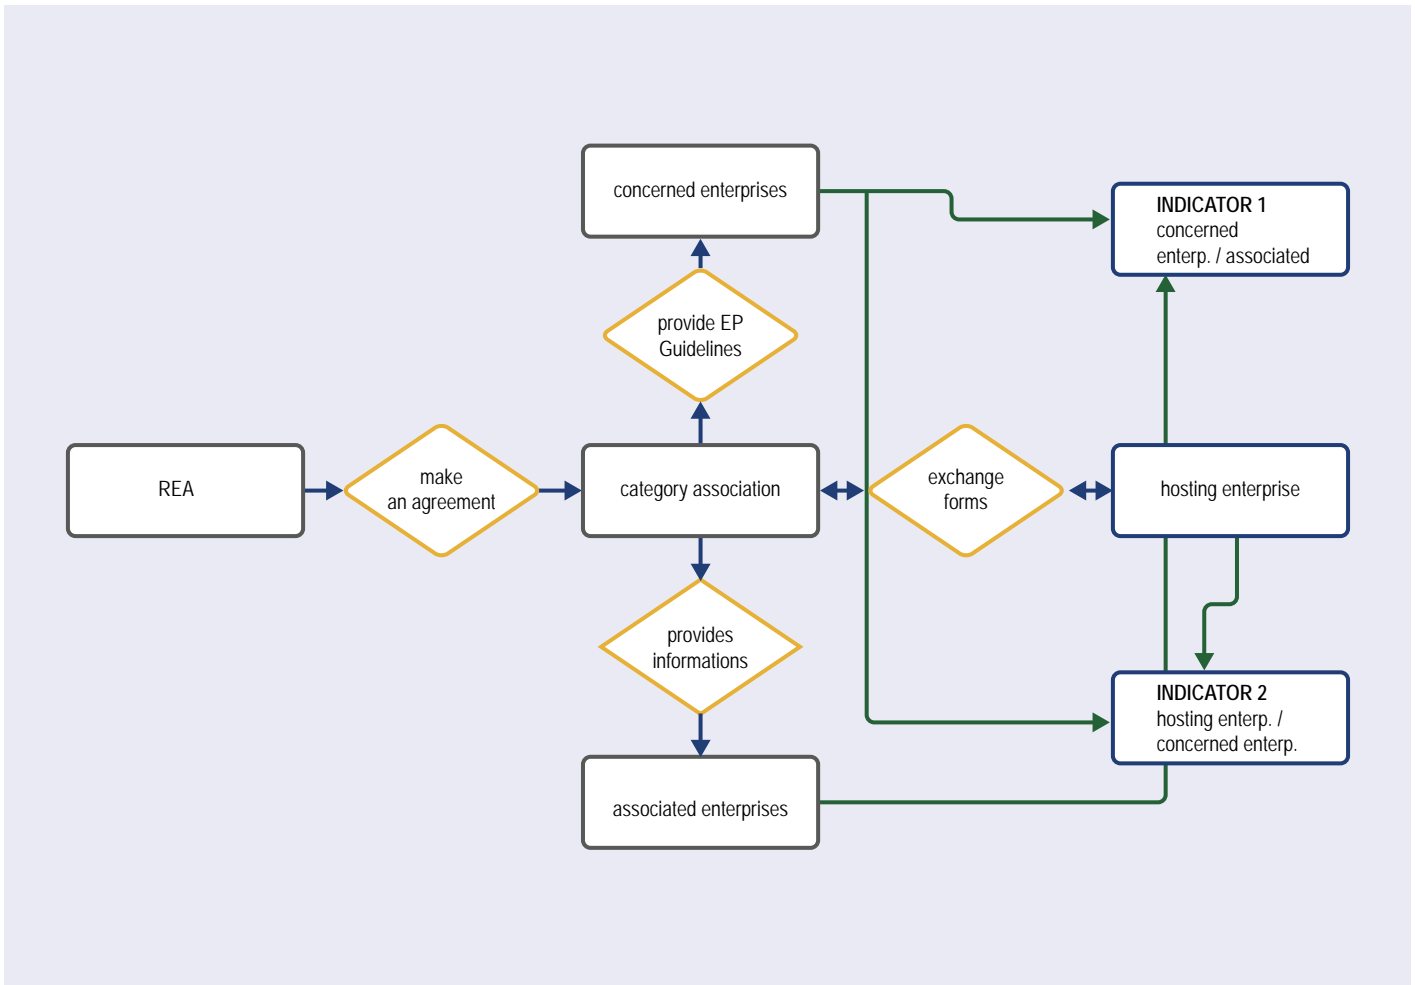 concerned enterprises
INDICATOR 1
concerned
enterp. / associated
provide EP
Guidelines
REA
make
an agreement
category association
exchange
forms
hosting enterprise
provides
informations
INDICATOR 2
hosting enterp. /
concerned enterp.
associated enterprises